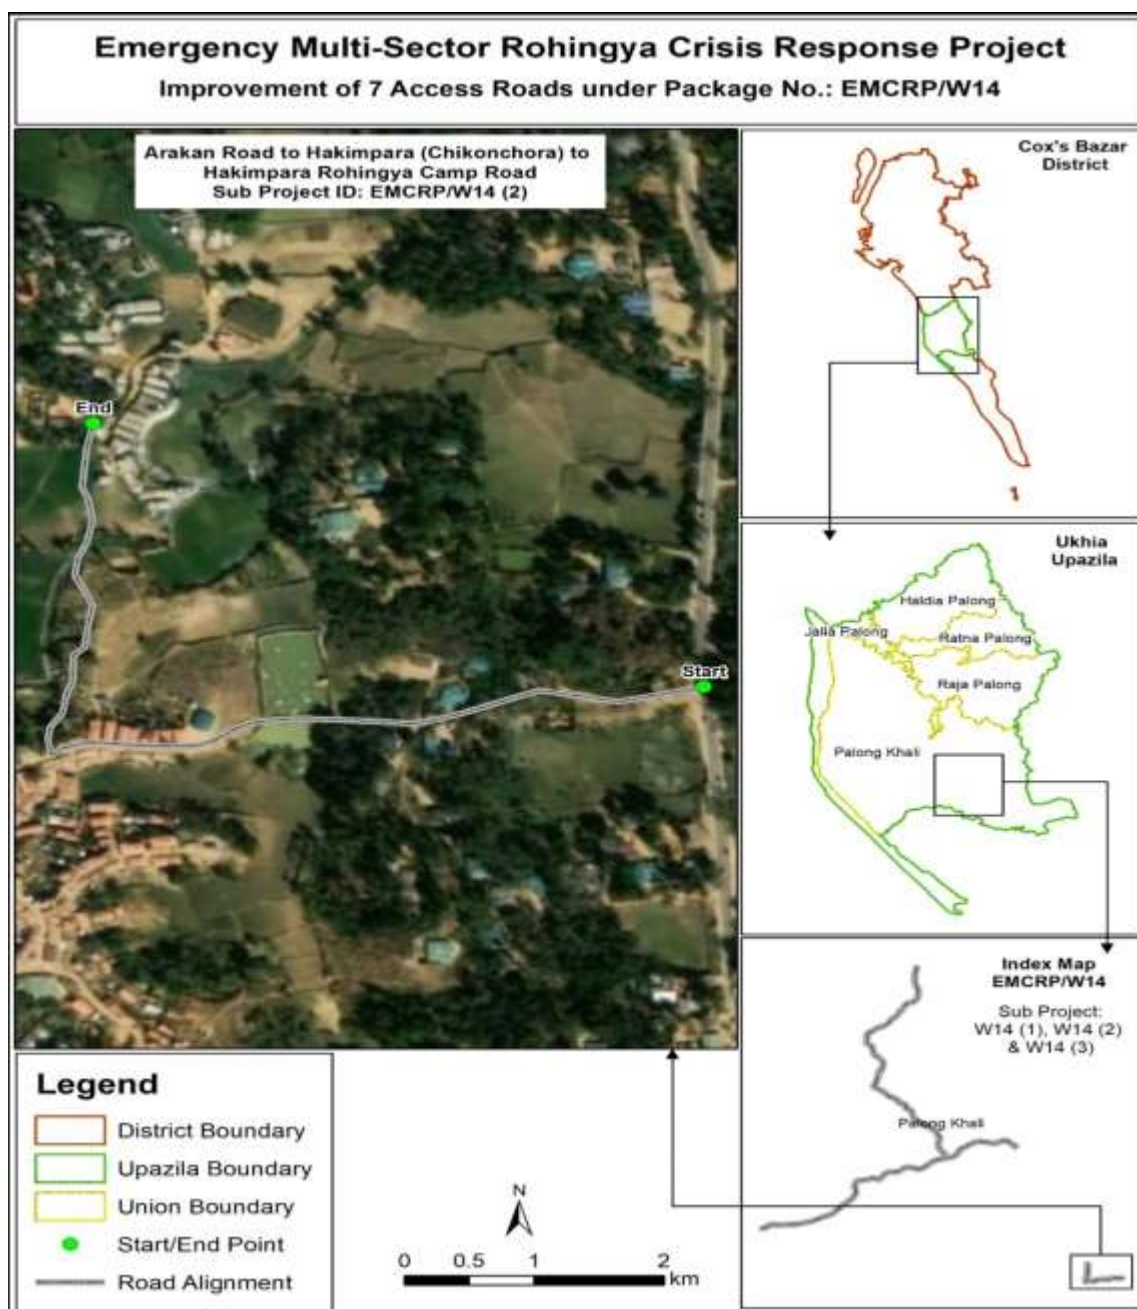 Emergency Multi-Sector Rohingya Crisis Response Project
Improvement of 7 Access Roads under Package No.: EMCRP/W14
Arakan Road to Hakimpara (Chikonchora) to
Hakimpara Rohingya Camp Road
Sub Project ID: EMCRP/W14 (2)
End
Start
Cox's Bazar
District
Ukhia
Upazila
Haldia Palong
Jalia Palong
Ratna Palong
Raja Palong
Palong Khali
Index Map
EMCRP/W14
Sub Project:
W14 (1), W14 (2)
& W14 (3)
Palong Khali
Legend
District Boundary
Upazila Boundary
Union Boundary
Start/End Point
Road Alignment
N
0 0.5 1 2
km